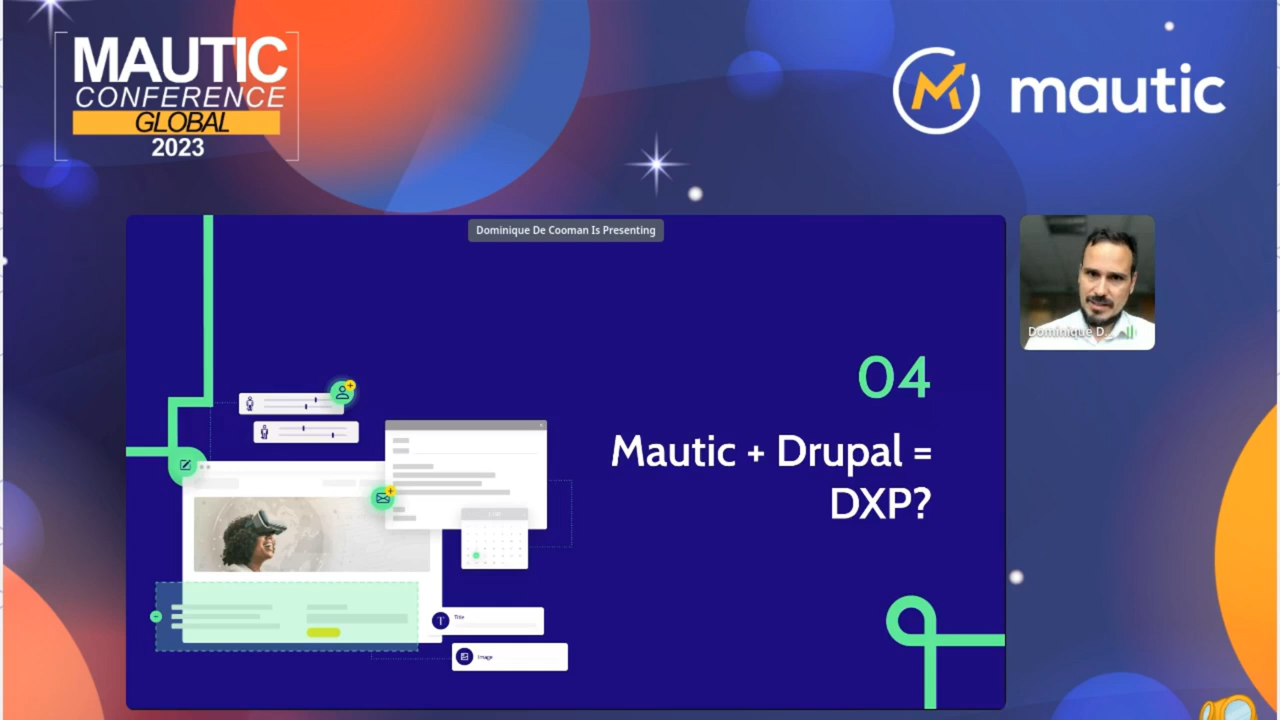 MAUTIC
CONFERENCE
GLOBAL
2023
mautic
Dominique De Cooman Is Presenting
Dominique D...
04
Mautic + Drupal =
DXP?
T
Title
Image